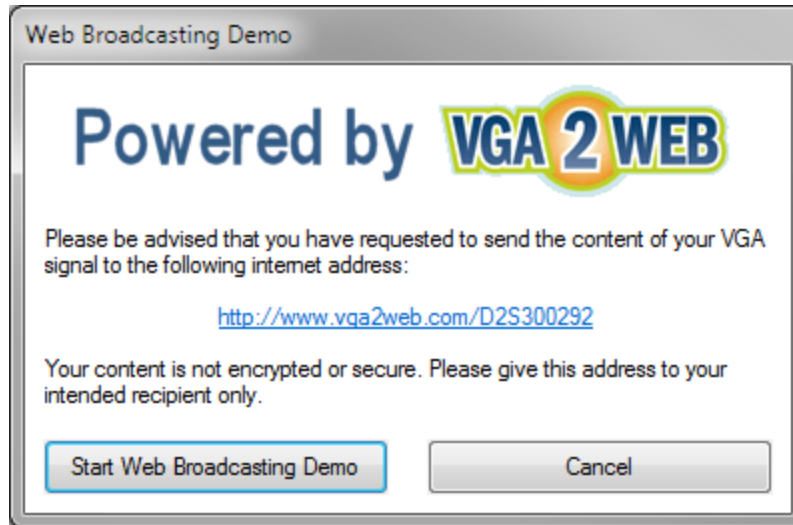 Web Broadcasting Demo
Powered by VGA 2 WEB
Please be advised that you have requested to send the content of your VGA
signal to the following internet address:
http://www.vga2web.com/D2S300292
Your content is not encrypted or secure. Please give this address to your
intended recipient only.
Start Web Broadcasting Demo Cancel